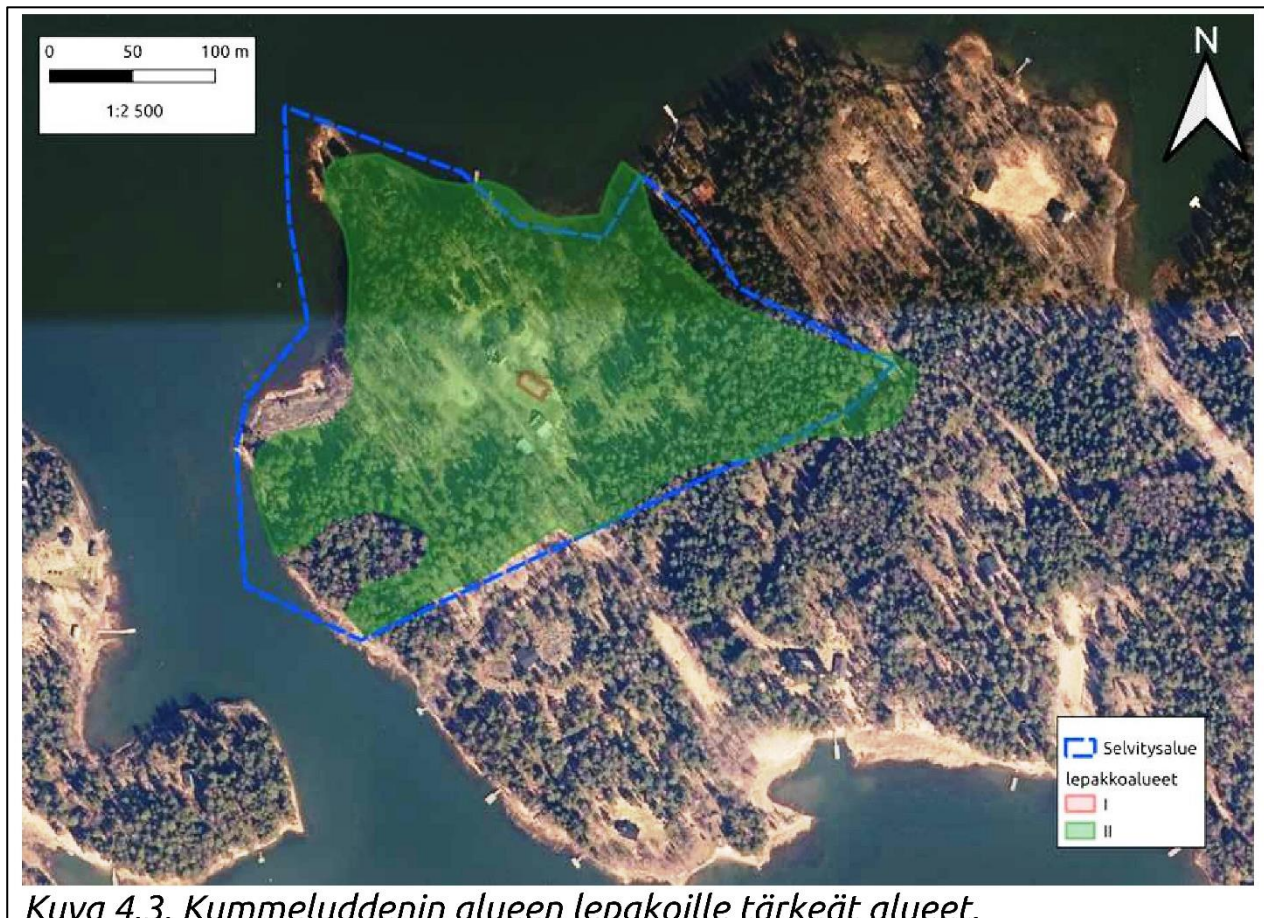 0 50 100 m
1:2 500
N
Selvitysalue
lepakkoalueet
I
II
Kuva 4.3. Kummeluddenin alueen lepakoille tärkeät alueet.